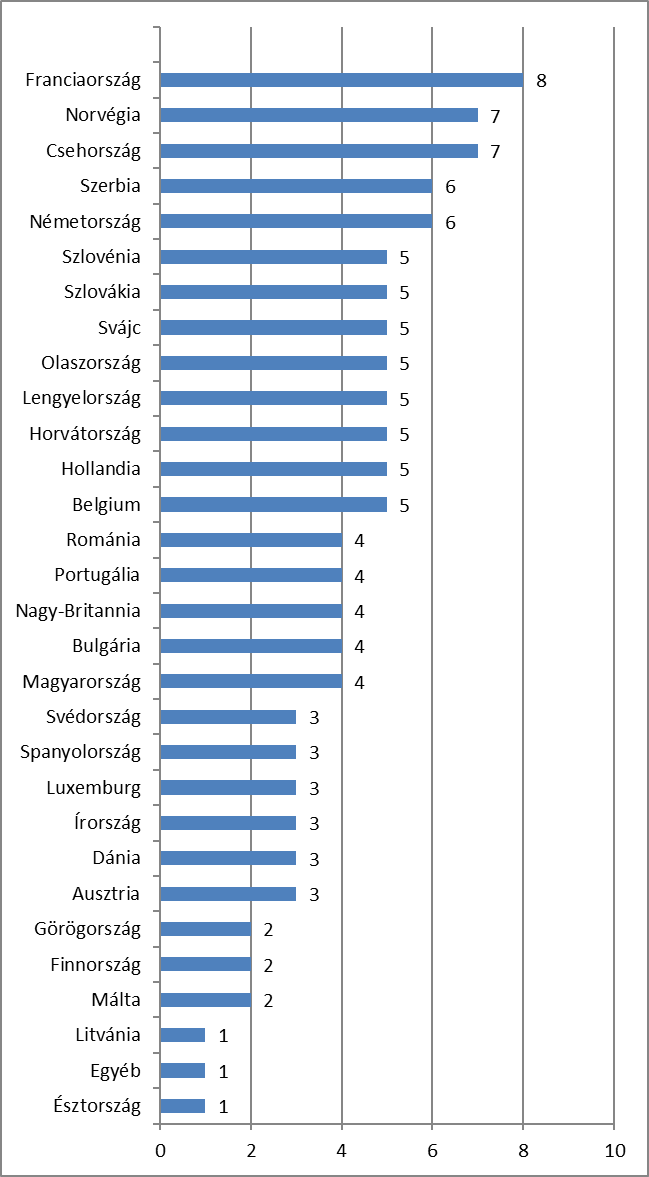 Franciaország 8
Norvégia 7
Csehország 7
Szerbia 6
Németország 6
Szlovénia 5
Szlovákia 5
Svájc 5
Olaszország 5
Lengyelország 5
Horvátország 5
Hollandia 5
Belgium 5
Románia 4
Portugália 4
Nagy-Britannia 4
Bulgária 4
Magyarország 4
Svédország 3
Spanyolország 3
Luxemburg 3
Írország 3
Dánia 3
Ausztria 3
Görögország 2
Finnország 2
Málta 2
Litvánia 1
Egyéb 1
Észtország 1
0 2 4 6 8 10